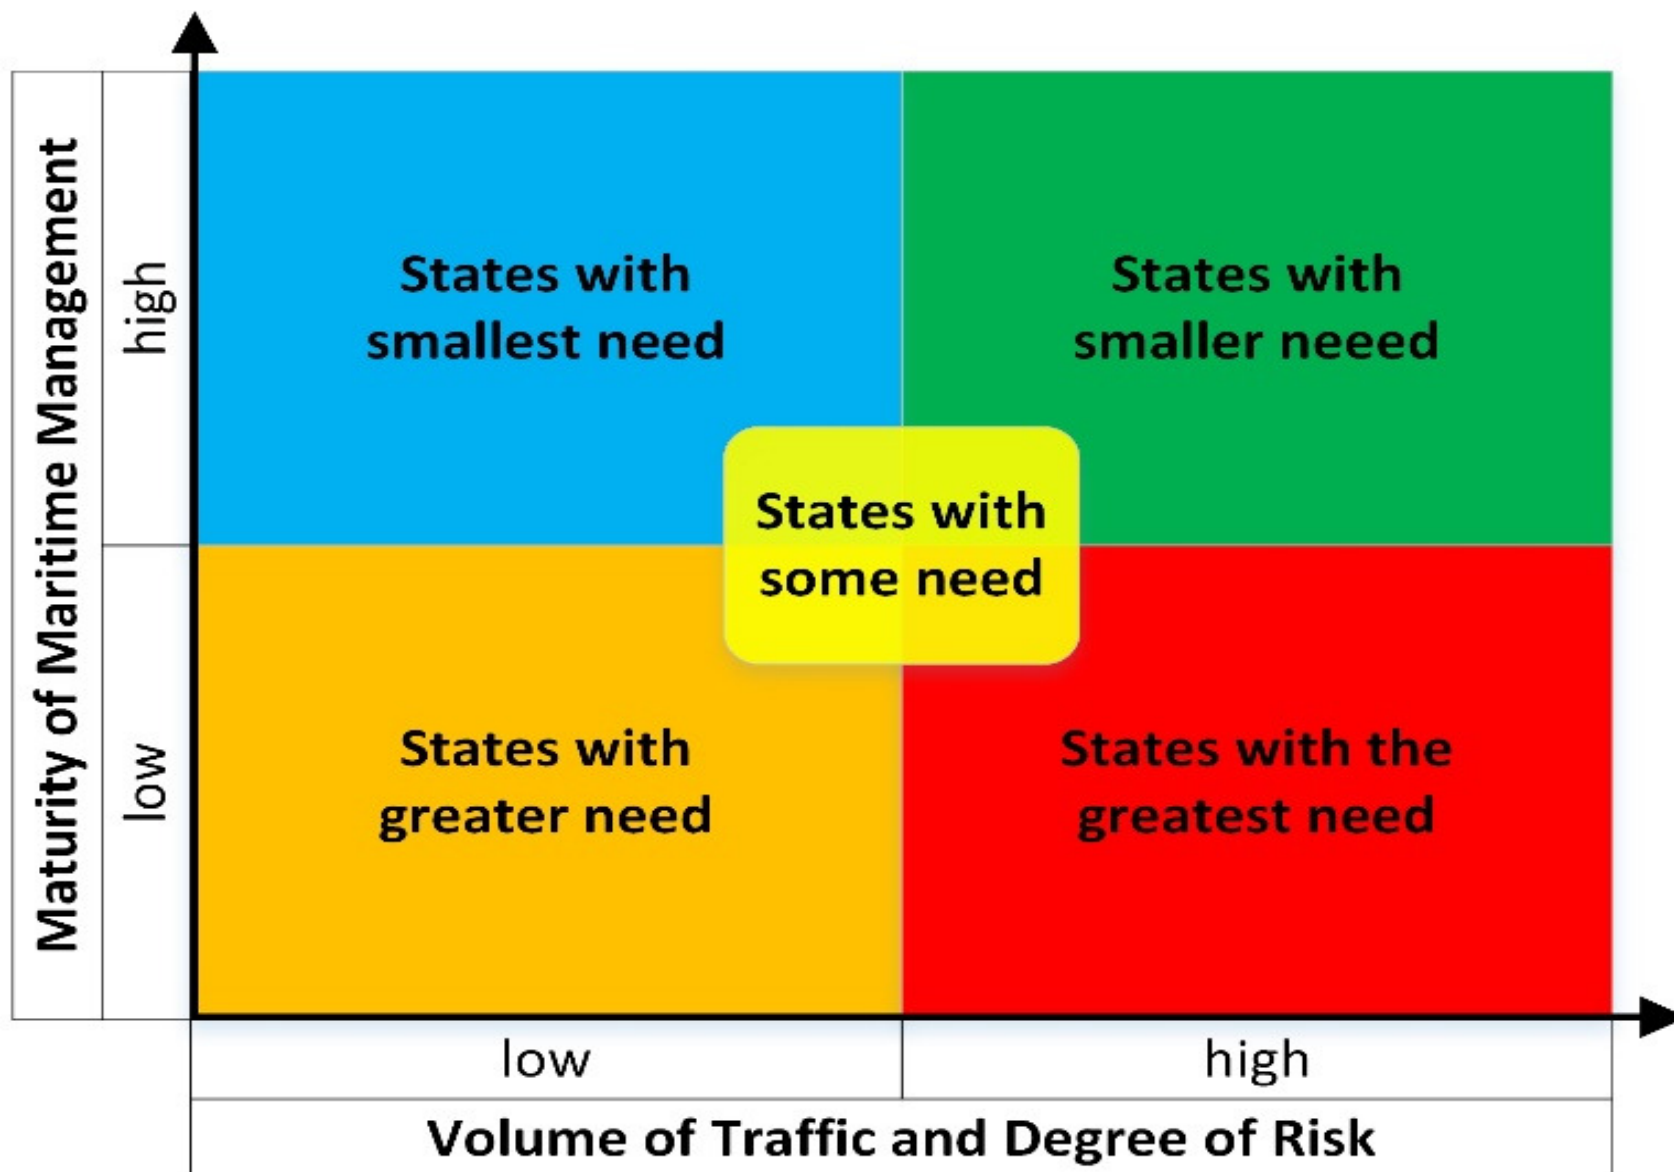 Maturity of Maritime Management
high
low
States with
smallest need
States with
smaller neeed
States with
some need
States with
greater need
States with the
greatest need
low
high
Volume of Traffic and Degree of Risk